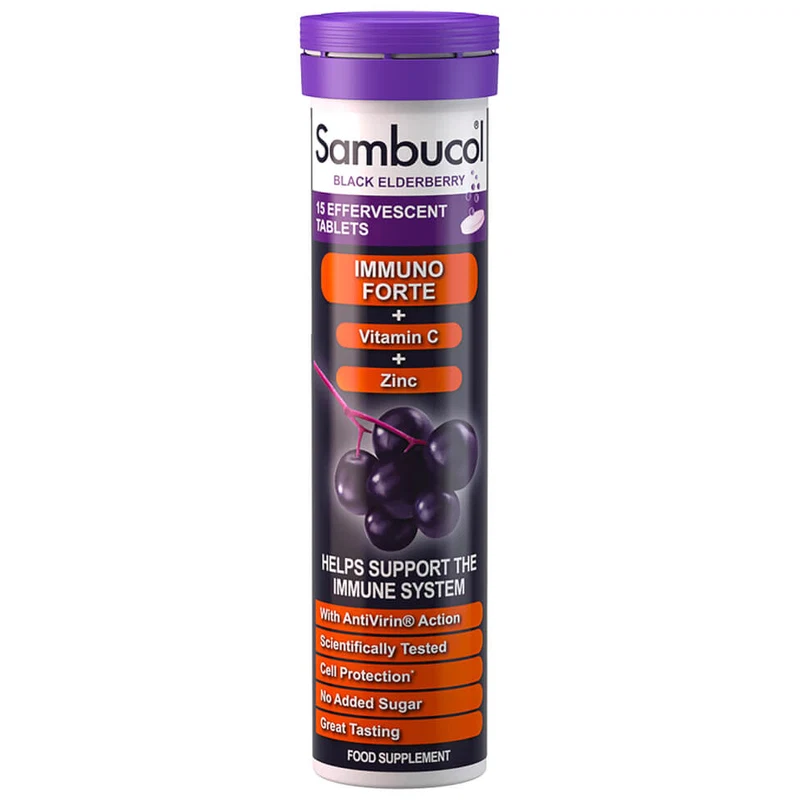 Sambucol®
BLACK ELDERBERRY
15 EFFERVESCENT
TABLETS
IMMUNO
FORTE
+
Vitamin C
+
Zinc
HELPS SUPPORT THE
IMMUNE SYSTEM
With AntiVirin® Action
Scientifically Tested
Cell Protection*
No Added Sugar
Great Tasting
FOOD SUPPLEMENT